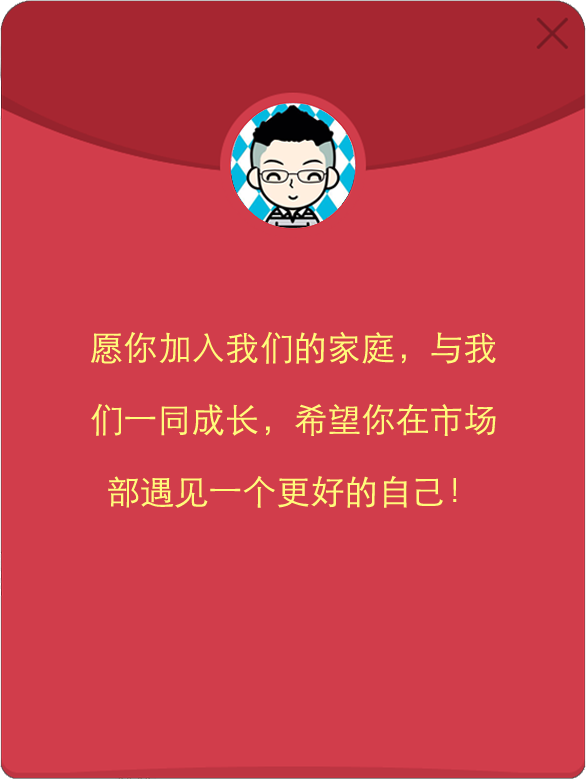 愿你加入我们的家庭，与我
们一同成长，希望你在市场
部遇见一个更好的自己！